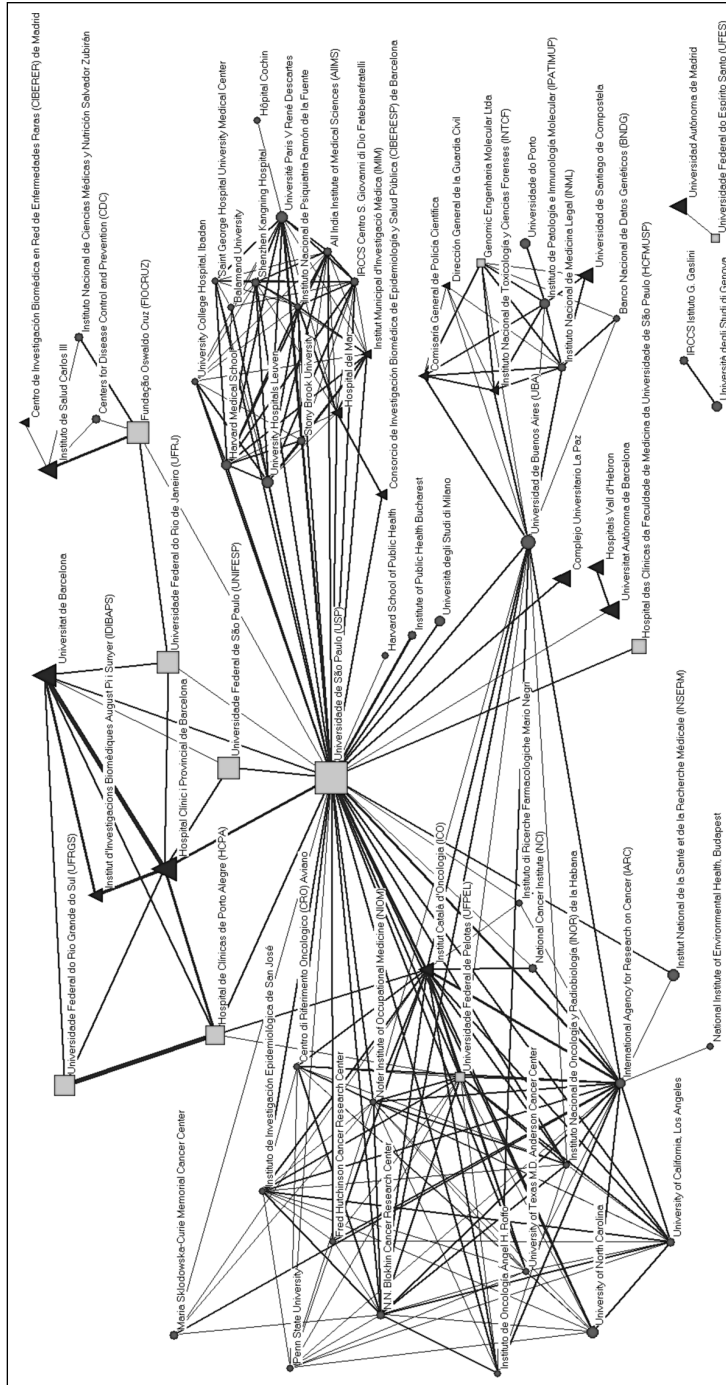 Centro de Investigación Biomédica en Red de Enfermedades Raras (CIBERER) de Madrid
Instituto Nacional de Ciencias Médicas y Nutrición Salvador Zubirán
Instituto de Salud Carlos III
Centers for Disease Control and Prevention (CDC)
Fundação Oswaldo Cruz (FIOCRUZ)
Universitat de Barcelona
Institut d'Investigacions Biomèdiques August Pi i Sunyer (IDIBAPS)
Universidade Federal do Rio de Janeiro (UFRJ)
Hospital Clínic i Provincial de Barcelona
Universidade Federal de São Paulo (UNIFESP)
Universidade Federal do Rio Grande do Sul (UFRGS)
Hospital de Clínicas de Porto Alegre (HCPA)
Maria Sklodowska-Curie Memorial Cancer Center
University College Hospital, Ibadan
Saint George Hospital University Medical Center
Balamand University
Harvard Medical School
Shenzhen Kangning Hospital
Hôpital Cochin
Université Paris V René Descartes
University Hospitals Leuven
Instituto Nacional de Psiquiatria Ramón de la Fuente
Stony Brook University
All India Institute of Medical Sciences (AIIMS)
Hospital del Mar
IRCCS Centro S. Giovanni di Dio Fatebenefratelli
Institut Municipal d'Investigació Mèdica (IMIM)
Consorcio de Investigación Biomédica de Epidemiología y Salud Pública (CIBERESP) de Barcelona
Universidade de São Paulo (USP)
Harvard School of Public Health
Institute of Public Health Bucharest
Università degli Studi di Milano
Instituto de Investigación Epidemiológica de San José
Centro di Riferimento Oncologico (CRO) Aviano
Penn State University
Fred Hutchinson Cancer Research Center
Nofer Institute of Occupational Medicine (NIOM)
N.N. Blokhin Cancer Research Center
Institut Català d'Oncologia (ICO)
Universidade Federal de Pelotas (UFPEL)
Comisaría General de Policía Científica
Dirección General de la Guardia Civil
Genomic Engenharia Molecular Ltda
Instituto Nacional de Toxicología y Ciencias Forenses (INTCF)
Universidade do Porto
Instituto de Patologia e Imunologia Molecular (IPATIMUP)
Instituto Nacional de Medicina Legal (INML)
Universidad de Santiago de Compostela
Banco Nacional de Datos Genéticos (BNDG)
Universidad de Buenos Aires (UBA)
Complejo Universitario La Paz
Hospitals Vall d'Hebron
Universitat Autònoma de Barcelona
Hospital das Clínicas da Faculdade de Medicina da Universidade de São Paulo (HCFMUSP)
Instituto di Ricerche Farmacologiche Mario Negri
National Cancer Institute (NCI)
Instituto de Oncología Ángel H. Roffo
University of Texas M.D. Anderson Cancer Center
Instituto Nacional de Oncología y Radiobiología (INOR) de la Habana
International Agency for Research on Cancer (IARC)
University of North Carolina
University of California, Los Angeles
Institut National de la Santé et de la Recherche Médicale (INSERM)
National Institute of Environmental Health, Budapest
IRCCS Istituto G. Gaslini
Università degli Studi di Genova
Universidad Autónoma de Madrid
Universidade Federal do Espírito Santo (UFES)